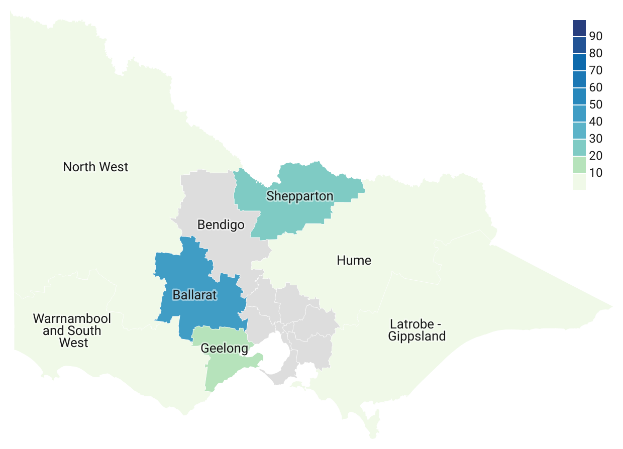 90
80
70
60
50
40
30
20
10
North West
Shepparton
Bendigo
Hume
Ballarat
Warrnambool
and South
West
Latrobe -
Gippsland
Geelong